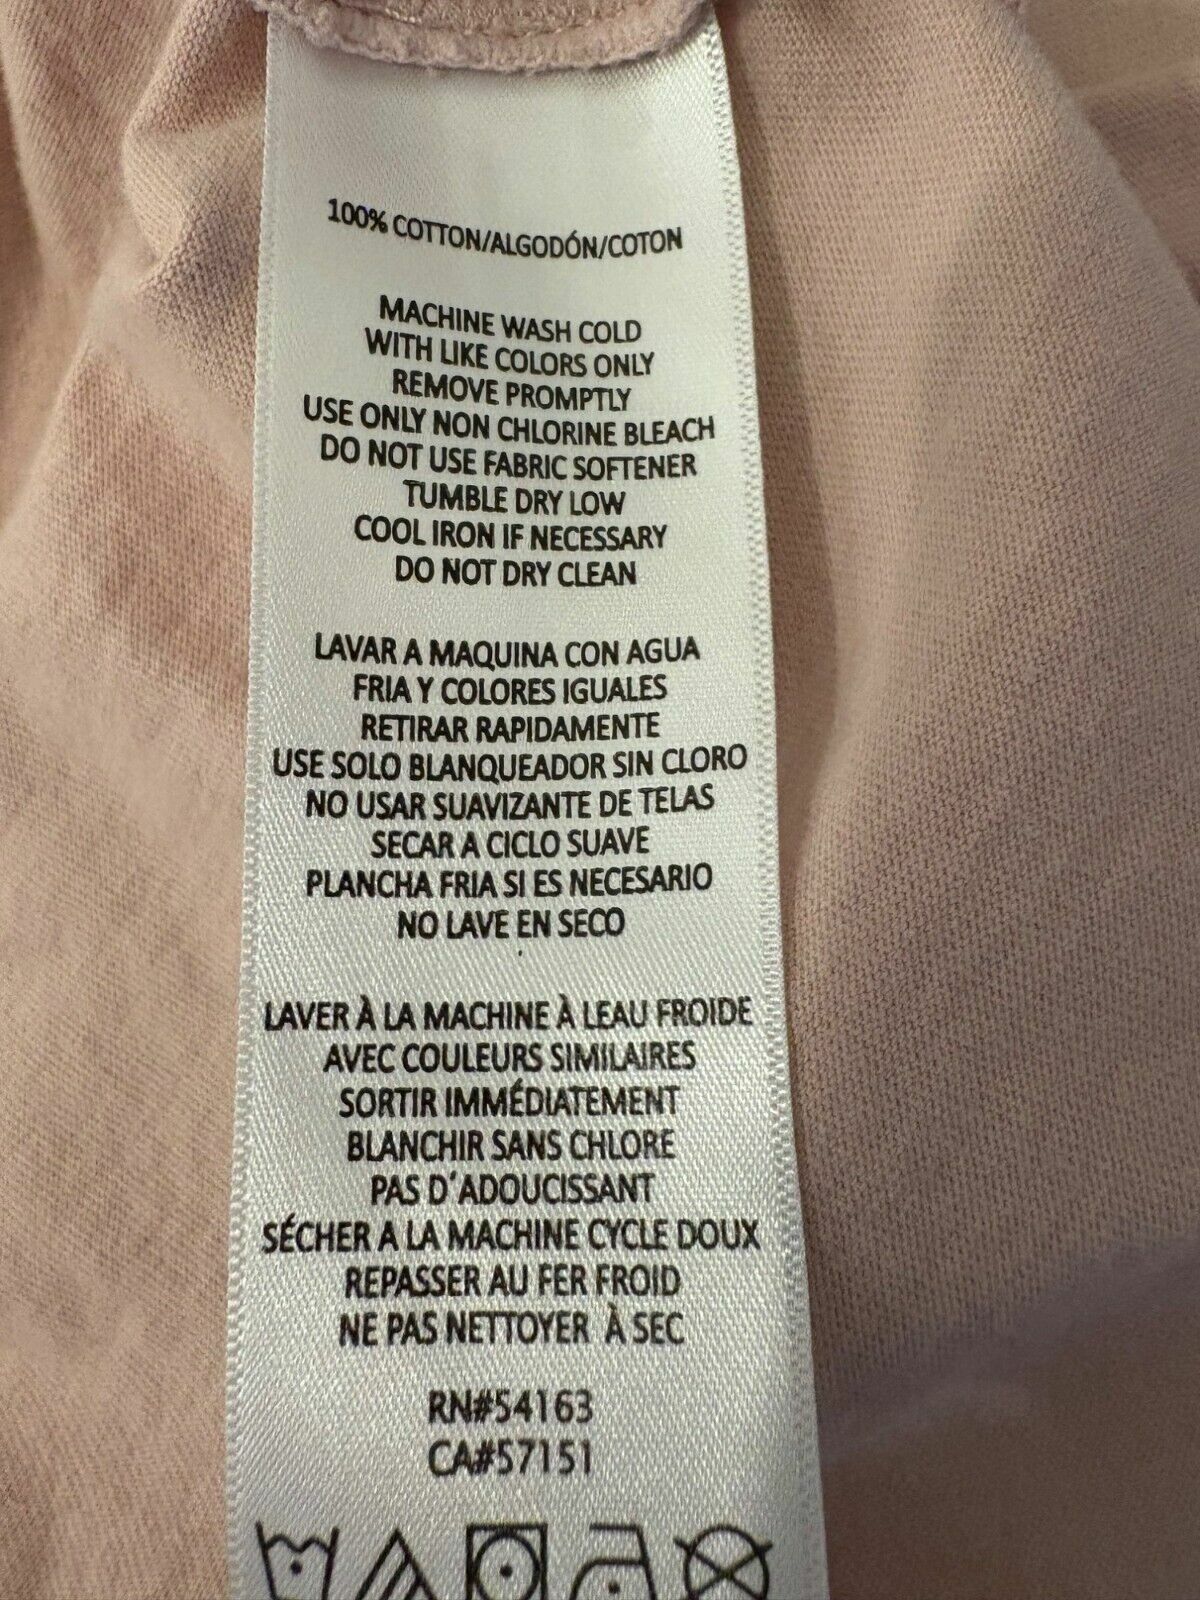 100% COTTON/ALGODÓN/COTON
MACHINE WASH COLD
WITH LIKE COLORS ONLY
REMOVE PROMPTLY
USE ONLY NON CHLORINE BLEACH
DO NOT USE FABRIC SOFTENER
TUMBLE DRY LOW
COOL IRON IF NECESSARY
DO NOT DRY CLEAN
LAVAR A MAQUINA CON AGUA
FRIA Y COLORES IGUALES
RETIRAR RAPIDAMENTE
USE SOLO BLANQUEADOR SIN CLORO
NO USAR SUAVIZANTE DE TELAS
SECAR A CICLO SUAVE
PLANCHA FRIA SI ES NECESARIO
NO LAVE EN SECO
LAVER À LA MACHINE À LEAU FROIDE
AVEC COULEURS SIMILAIRES
SORTIR IMMÉDIATEMENT
BLANCHIR SANS CHLORE
PAS D'ADOUCISSANT
SÉCHER A LA MACHINE CYCLE DOUX
REPASSER AU FER FROID
NE PAS NETTOYER À SEC
RN#54163
CA#57151